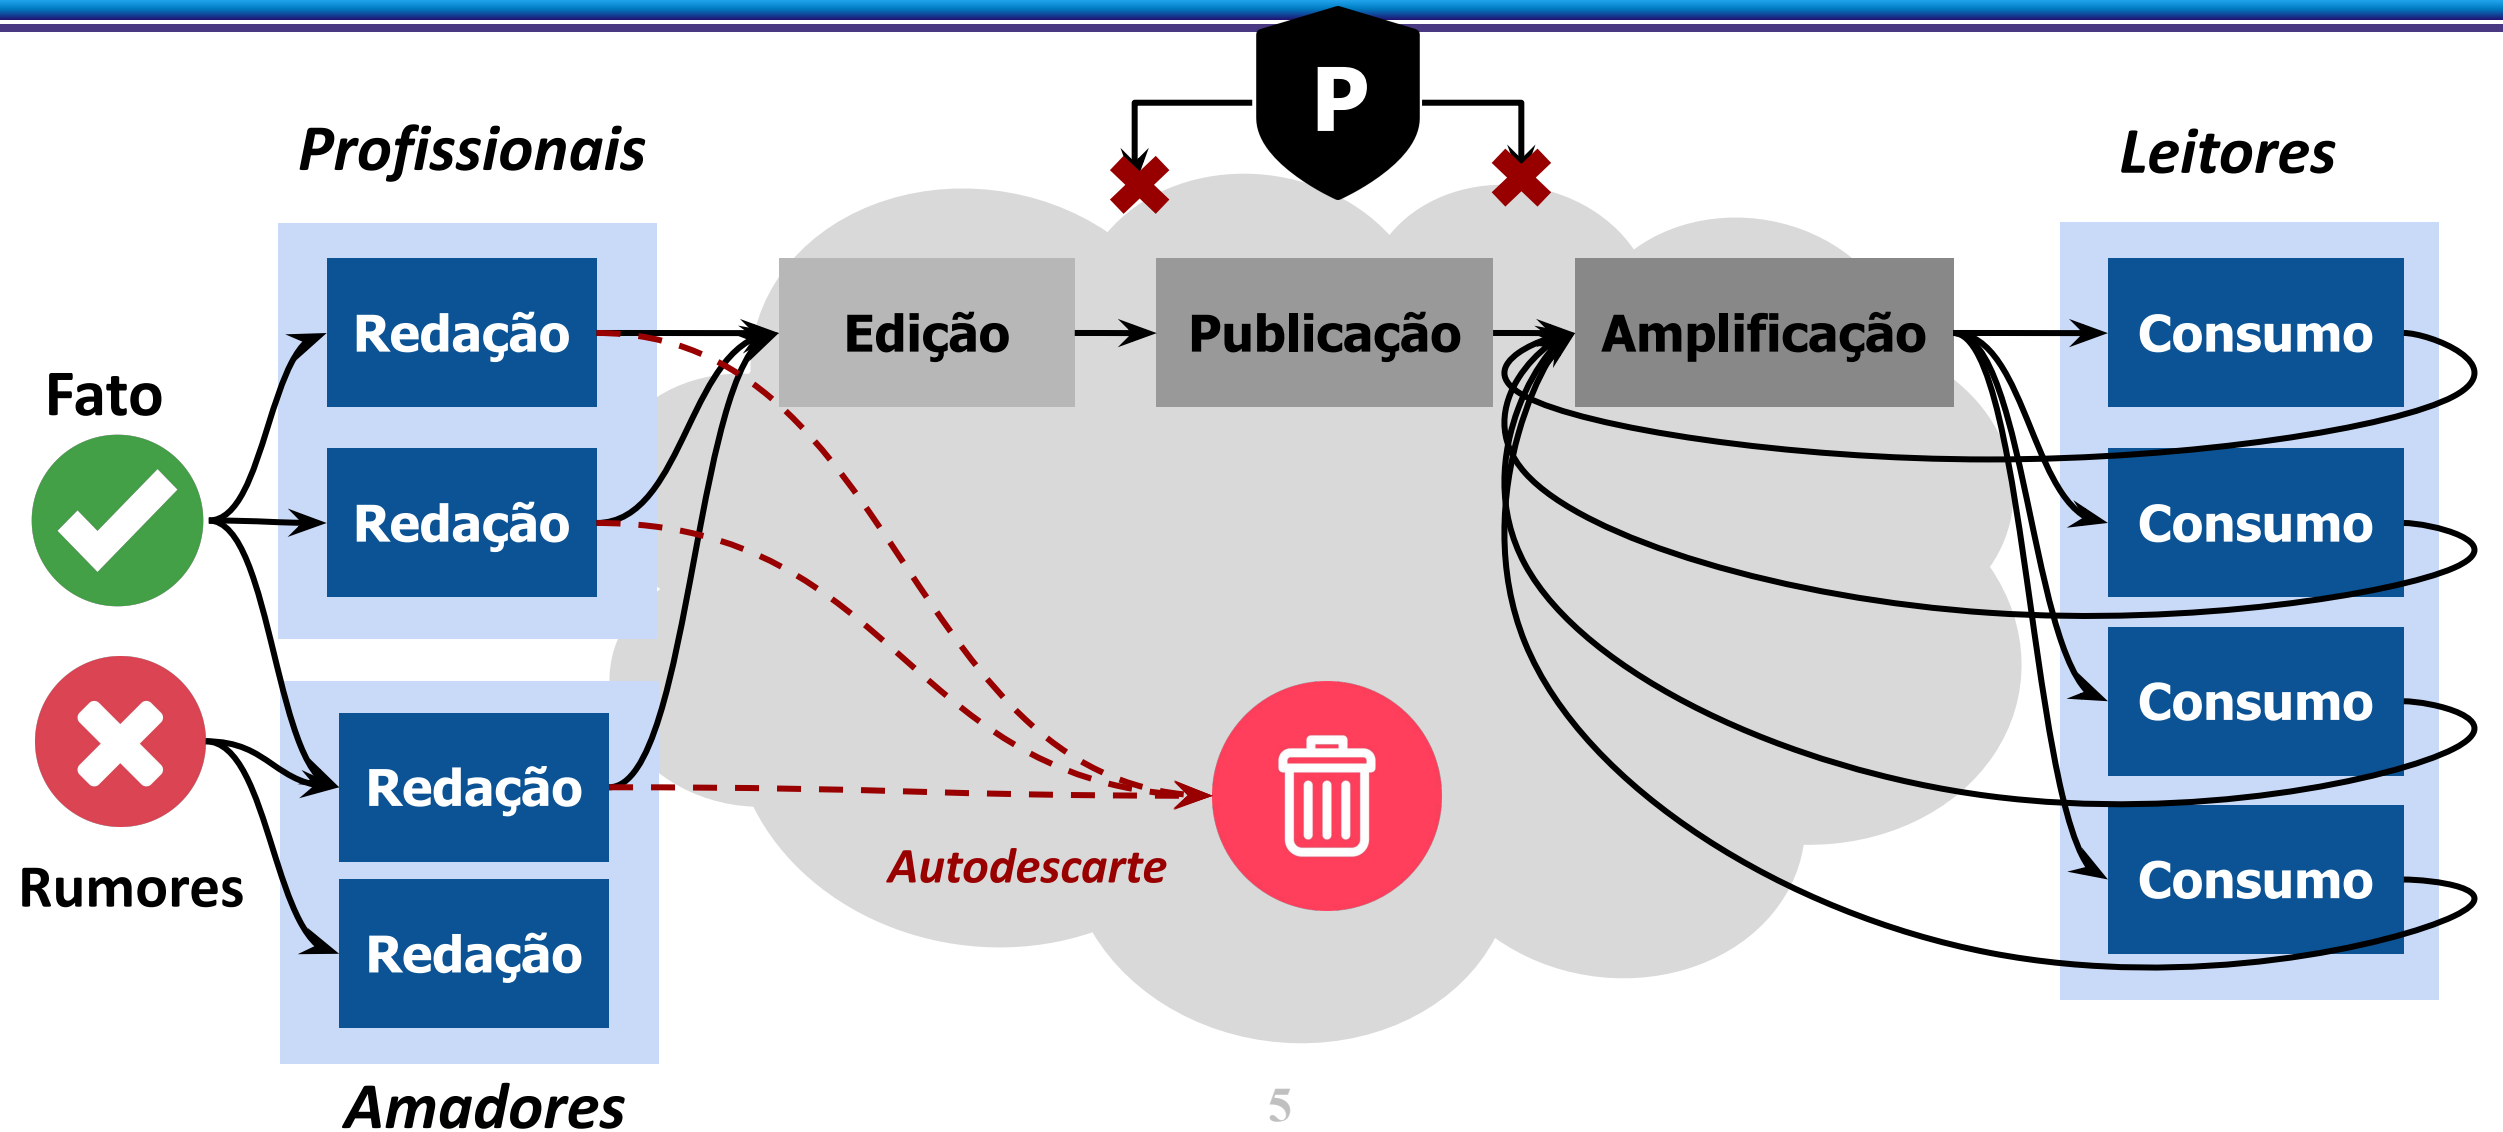 P
Profissionais
Leitores
Redação
Edição
Publicação
Amplificação
Consumo
Fato
Redação
Consumo
Consumo
Redação
Rumores
Autodescarte
Consumo
Redação
Amadores
5